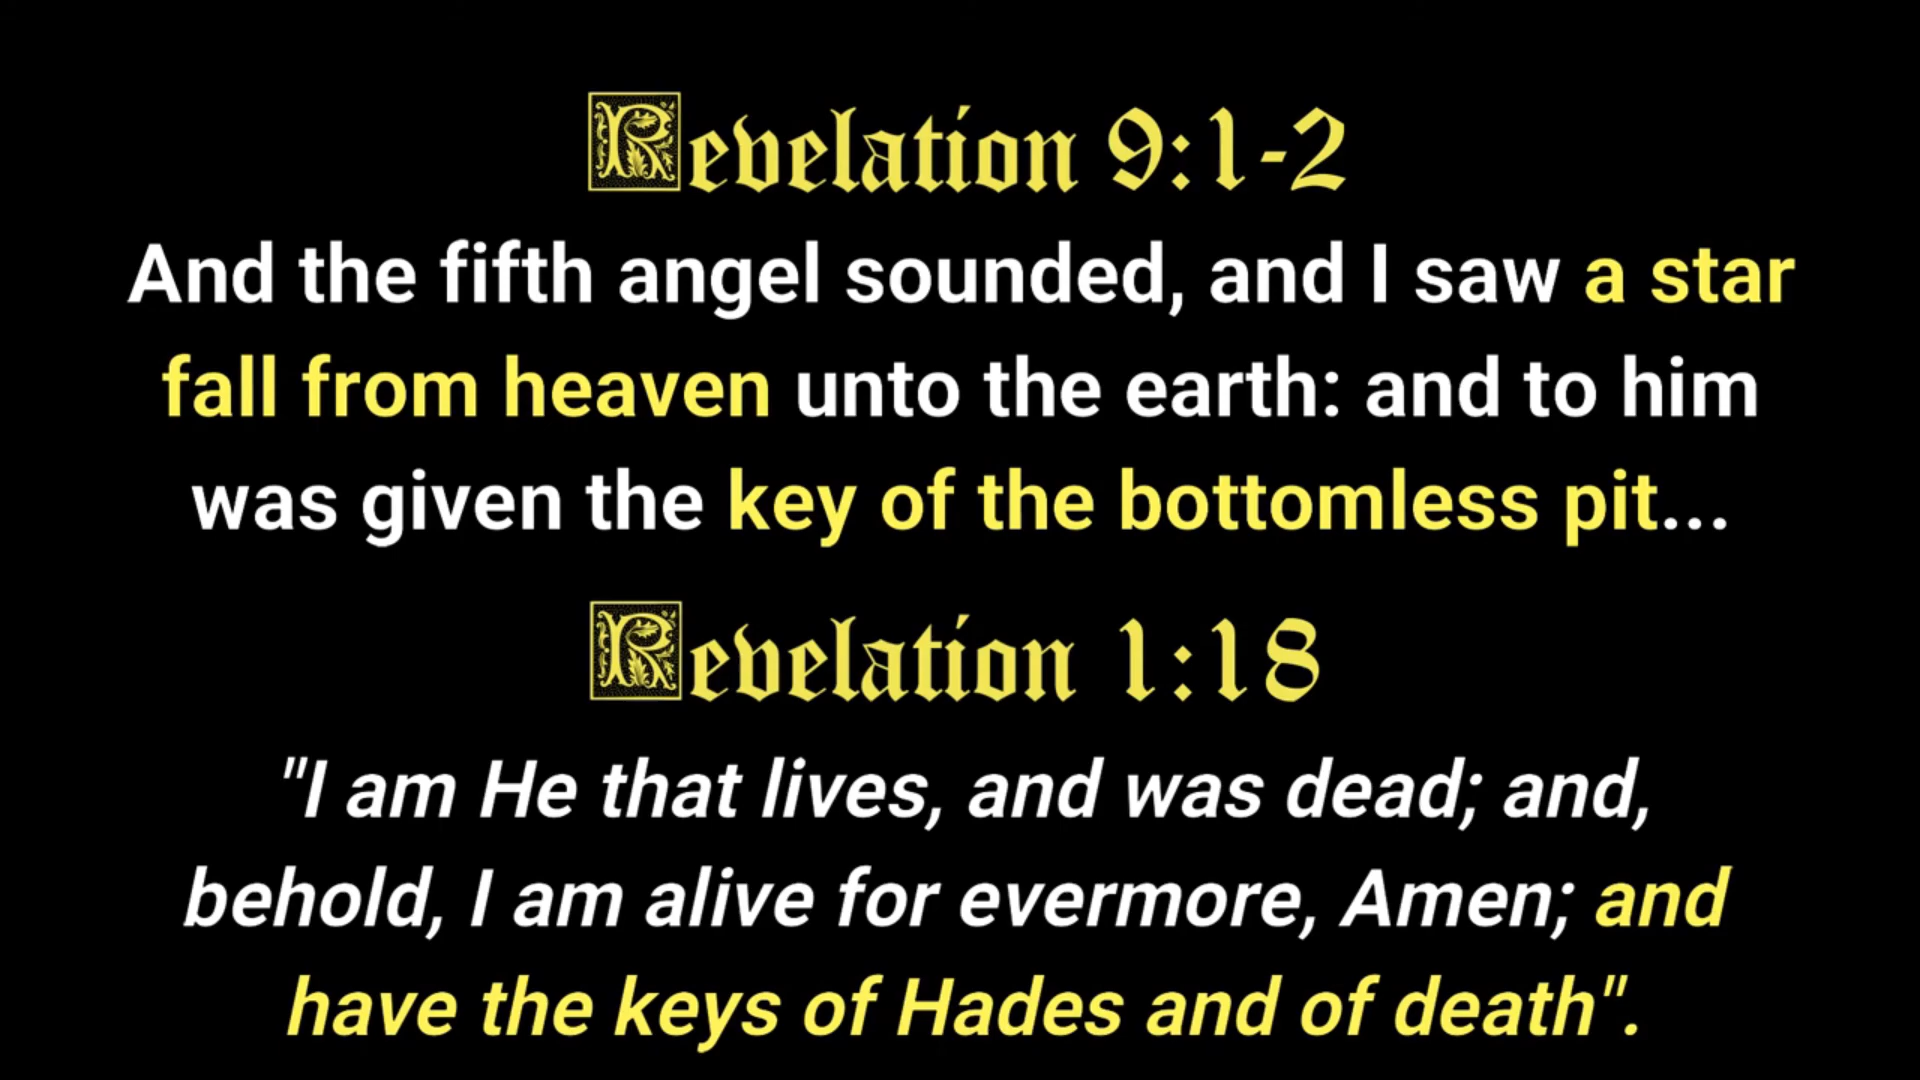 Revelation 9:1-2
And the fifth angel sounded, and I saw a star
fall from heaven unto the earth: and to him
was given the key of the bottomless pit...
Revelation 1:18
"I am He that lives, and was dead; and,
behold, I am alive for evermore, Amen; and
have the keys of Hades and of death".